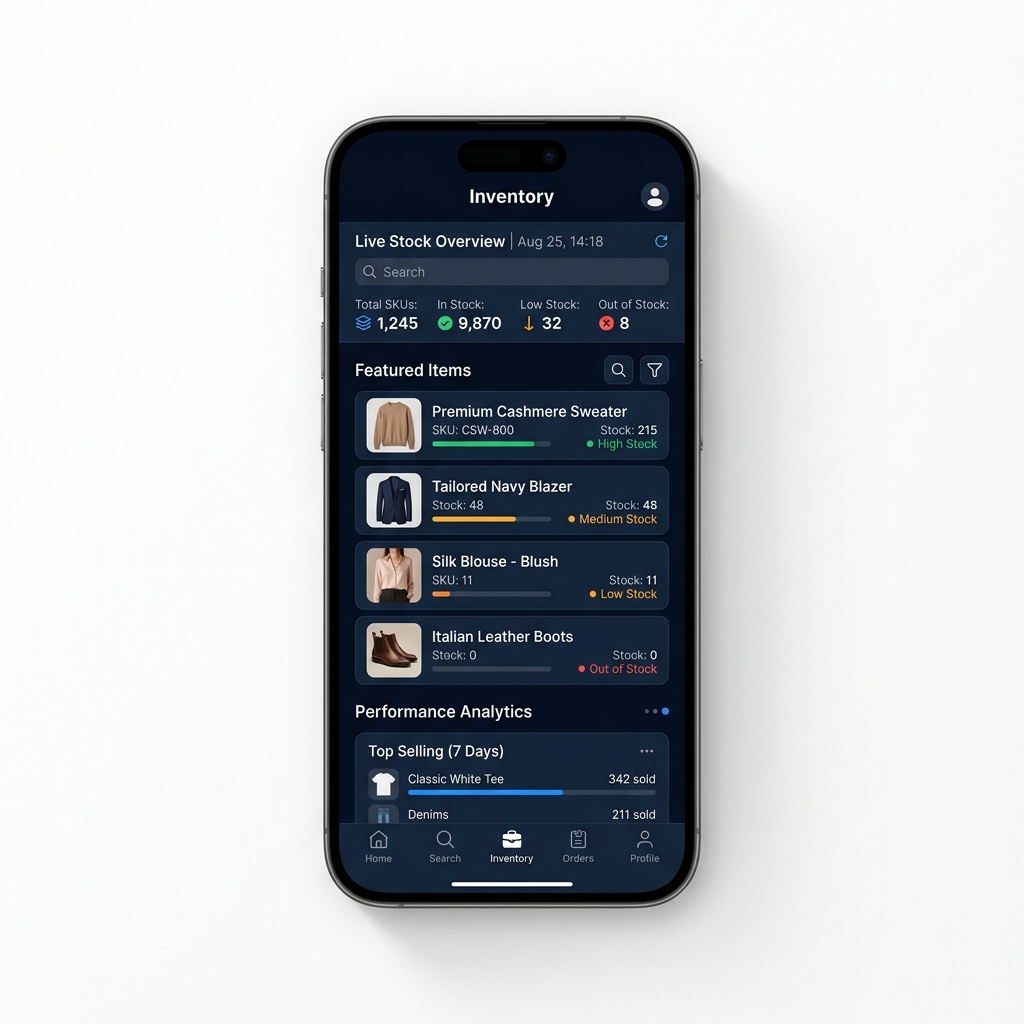 Inventory
Live Stock Overview | Aug 25, 14:18
Search
Total SKUs: In Stock: Low Stock: Out of Stock:
1,245 9,870 32 8
Featured Items
Premium Cashmere Sweater
SKU: CSW-800 Stock: 215
High Steck
Tailored Navy Blazer
Stock: 48 Stock: 48
Medium Stock
Silk Blouse - Blush
SKU: 11 Stock: 11
Low Stock
Italian Leather Boots
Steck: 0 Stock: 0
Out of Stock
Performance Analytics
Top Selling (7 Days)
Classic White Tee 342 sold
Denims 211 sold
Home Search Inventory Orders Profile